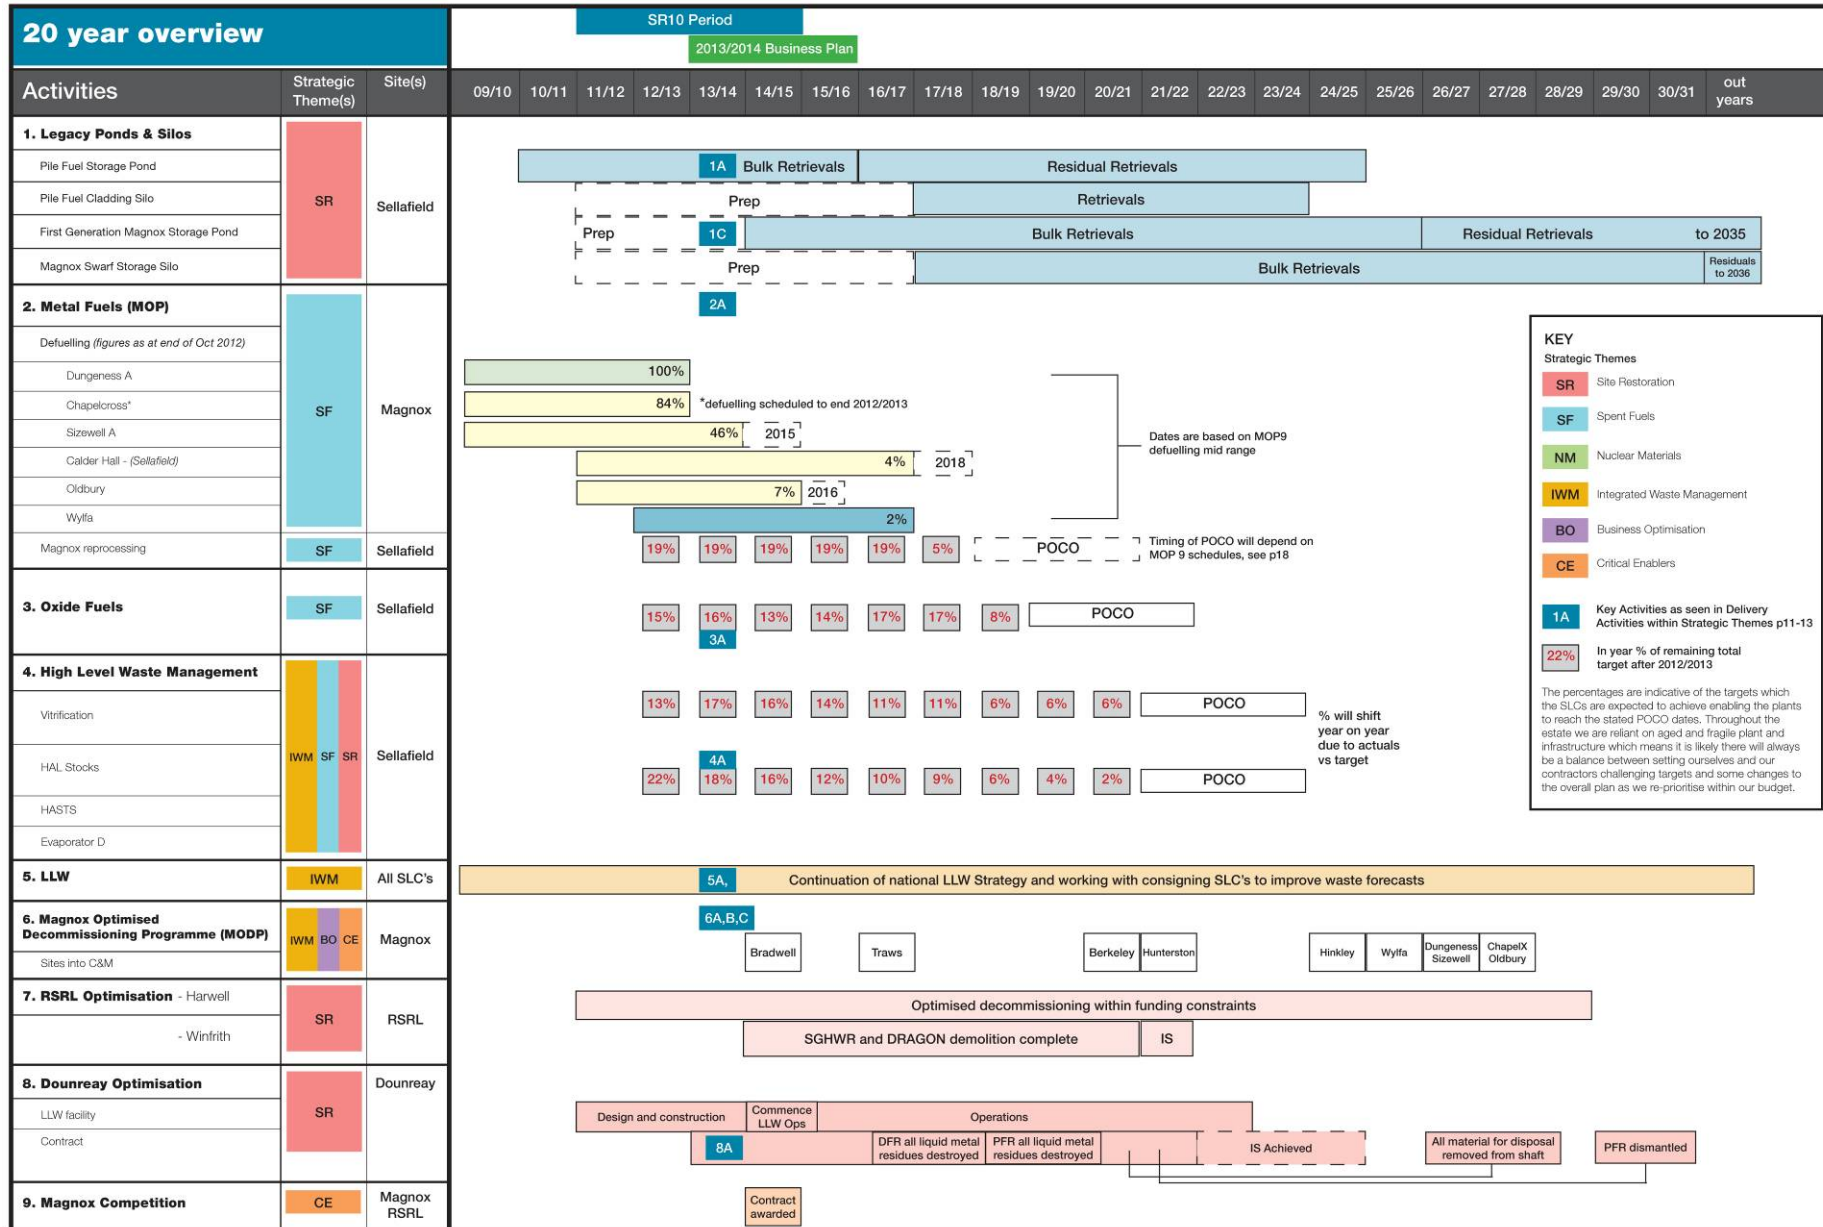 20 year overview
SR10 Period
2013/2014 Business Plan
Activities
Strategic
Theme(s)
Site(s)
09/10 10/11 11/12 12/13 13/14 14/15 15/16 16/17 17/18 18/19 19/20 20/21 21/22 22/23 23/24 24/25 25/26 26/27 27/28 28/29 29/30 30/31 out
years
1. Legacy Ponds & Silos
SR
Sellafield
Pile Fuel Storage Pond
1A Bulk Retrievals Residual Retrievals
Pile Fuel Cladding Silo
Prep Retrievals
First Generation Magnox Storage Pond
Prep 1C Bulk Retrievals Residual Retrievals to 2035
Magnox Swarf Storage Silo
Prep Bulk Retrievals Residuals
to 2036
2. Metal Fuels (MOP)
2A
SF
Magnox
Defuelling (figures as at end of Oct 2012)
Dungeness A
100%
Chapelcross*
84% *defuelling scheduled to end 2012/2013
Sizewell A
46% 2015
Calder Hall - (Sellafield)
4% 2018
Oldbury
7% 2016
Wylfa
2%
Dates are based on MOP9
defuelling mid range
Magnox reprocessing
SF Sellafield
19% 19% 19% 19% 19% 5% POCO
Timing of POCO will depend on
MOP 9 schedules, see p18
3. Oxide Fuels
SF Sellafield
15% 16% 13% 14% 17% 17% 8% POCO
3A
4. High Level Waste Management
IWM SF SR Sellafield
Vitrification
13% 17% 16% 14% 11% 11% 6% 6% 6% POCO
HAL Stocks
4A
22% 18% 16% 12% 10% 9% 6% 4% 2% POCO
% will shift
year on year
due to actuals
vs target
HASTS
Evaporator D
5. LLW
IWM All SLC's
5A, Continuation of national LLW Strategy and working with consigning SLC's to improve waste forecasts
6. Magnox Optimised
Decommissioning Programme (MODP)
IWM BO CE Magnox
6A,B,C
Sites into C&M
Bradwell Traws Berkeley Hunterston Hinkley Wylfa Dungeness
Sizewell ChapelX
Oldbury
7. RSRL Optimisation - Harwell
SR RSRL
Optimised decommissioning within funding constraints
- Winfrith
SGHWR and DRAGON demolition complete IS
8. Dounreay Optimisation
SR Dounreay
LLW facility
Design and construction Commence
LLW Ops Operations
Contract
8A DFR all liquid metal
residues destroyed PFR all liquid metal
residues destroyed IS Achieved All material for disposal
removed from shaft PFR dismantled
9. Magnox Competition
CE Magnox
RSRL
Contract
awarded
KEY
Strategic Themes
SR Site Restoration
SF Spent Fuels
NM Nuclear Materials
IWM Integrated Waste Management
BO Business Optimisation
CE Critical Enablers
1A Key Activities as seen in Delivery
Activities within Strategic Themes p11-13
22% In year % of remaining total
target after 2012/2013
The percentages are indicative of the targets which
the SLCs are expected to achieve enabling the plants
to reach the stated POCO dates. Throughout the
estate we are reliant on aged and fragile plant and
infrastructure which means it is likely there will always
be a balance between setting ourselves and our
contractors challenging targets and some changes to
the overall plan as we re-prioritise within our budget.